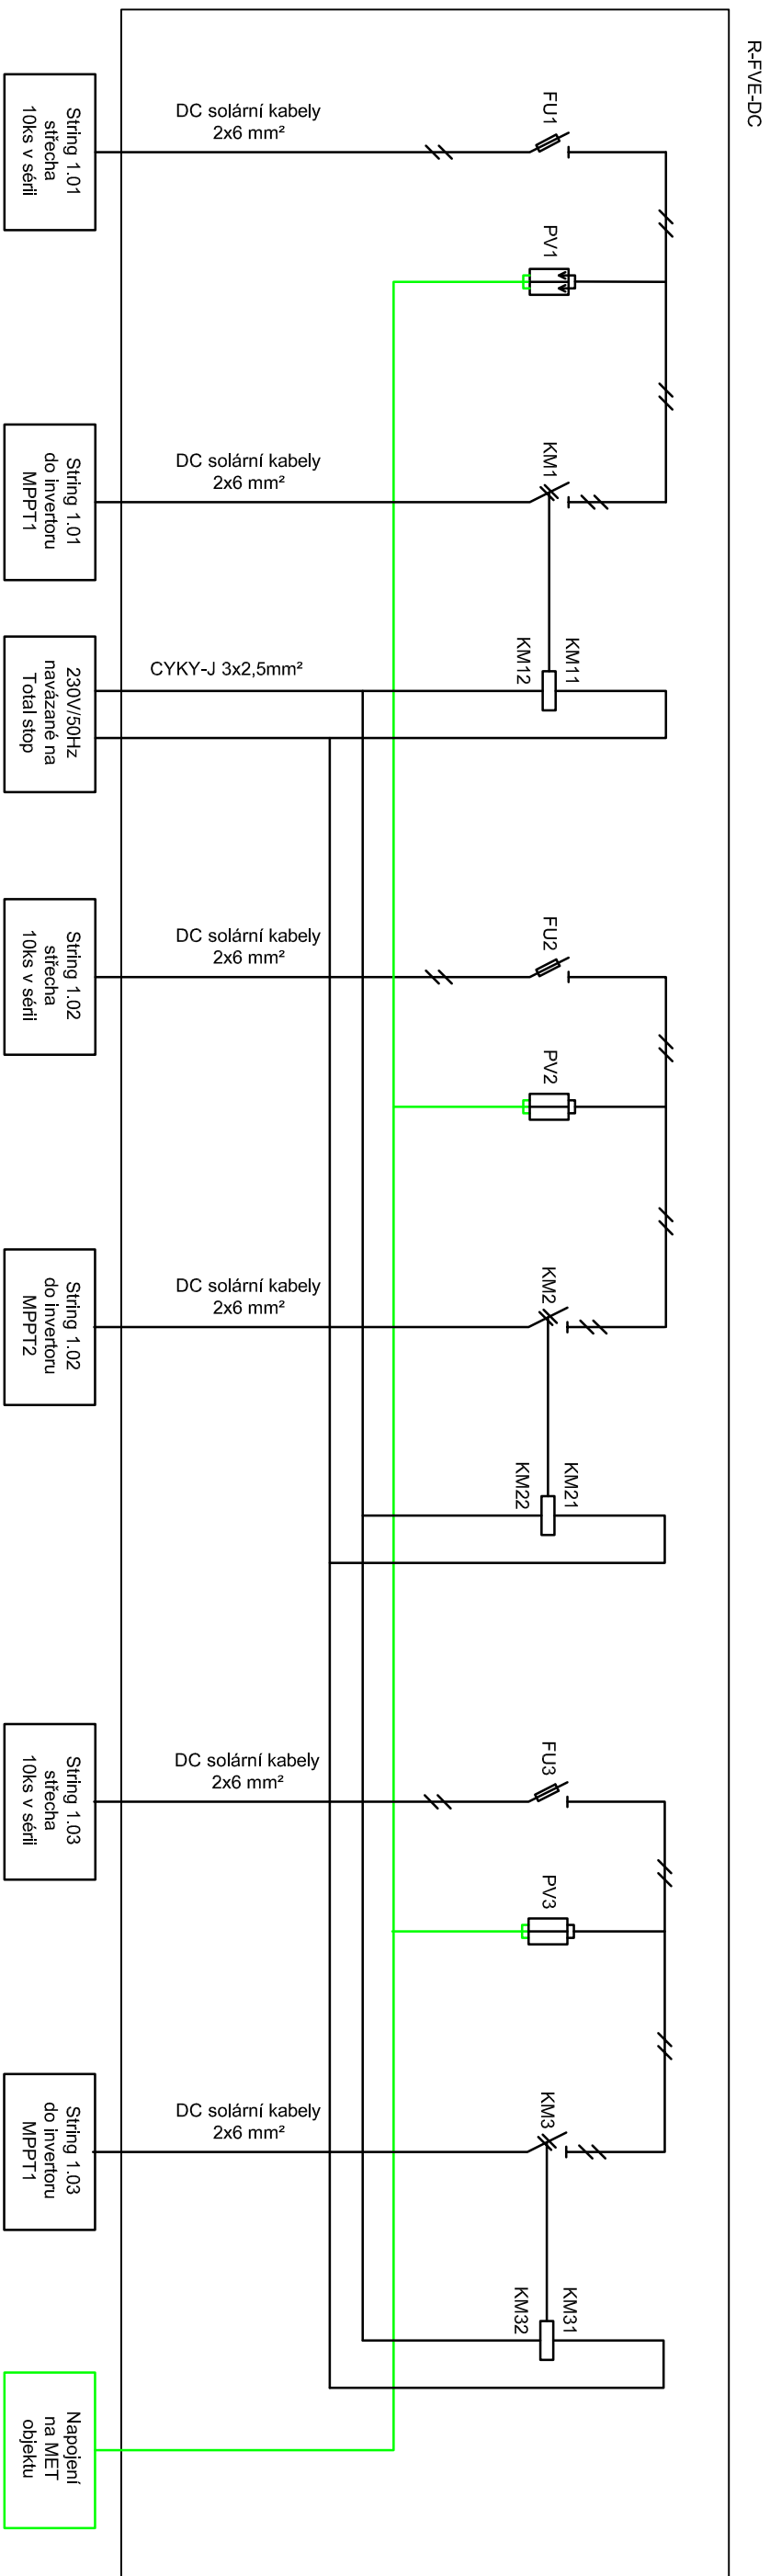 R-FVE-DC
FU1
DC solární kabely
2x6 mm²
String 1.01
střecha
10ks v sérii
PV1
KM1
DC solární kabely
2x6 mm²
String 1.01
do invertoru
MPPT1
KM11
KM12
CYKY-J 3x2,5mm²
230V/50Hz
navázané na
Total stop
FU2
DC solární kabely
2x6 mm²
String 1.02
střecha
10ks v sérii
PV2
KM2
DC solární kabely
2x6 mm²
String 1.02
do invertoru
MPPT2
KM21
KM22
FU3
DC solární kabely
2x6 mm²
String 1.03
střecha
10ks v sérii
PV3
KM3
DC solární kabely
2x6 mm²
String 1.03
do invertoru
MPPT1
KM31
KM32
Napojení
na MET
objektu